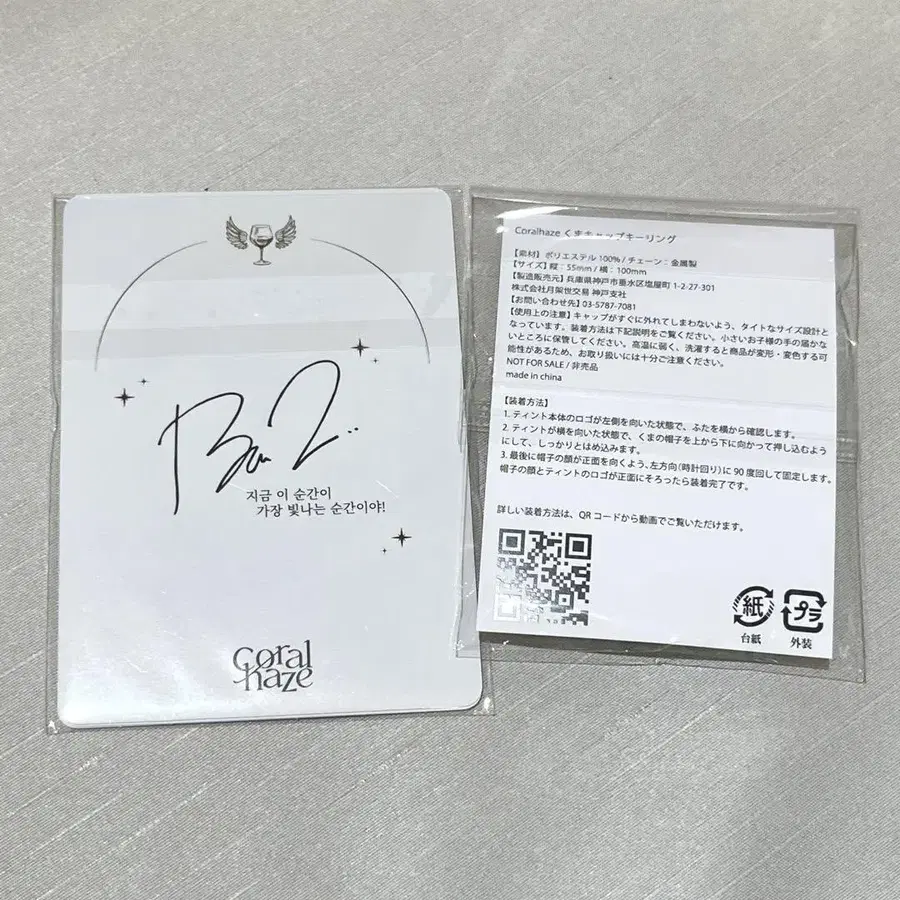 지금 이 순간이
가장 빛나는 순간이야!
Coral
haze
Coralhaze くまキャップキーリング
【素材】ポリエステル 100% / チェーン：金属製
【サイズ】縦：55mm / 横：100mm
【製造販売元】兵庫県神戸市垂水区塩屋町 1-2-27-301
株式会社月架世交易 神戸支社
【お問い合わせ先】03-5787-7081
【使用上の注意】キャップがすぐに外れてしまわないよう、タイトなサイズ設計と
なっています。装着方法は下記説明をご覧ください。小さいお子様の手の届かな
いところに保管してください。高温に弱く、洗濯すると商品が変形・変色する可
能性があるため、お取り扱いには十分ご注意ください。
NOT FOR SALE / 非売品
made in china
【装着方法】
1. ティント本体のロゴが左側を向いた状態で、ふたを横から確認します。
2. ティントが横を向いた状態で、くまの帽子を上から下に向かって押し込むよう
にして、しっかりとはめ込みます。
3. 最後に帽子の顔が正面を向くよう、左方向（時計回り）に 90 度回して固定します。
帽子の顔とティントのロゴが正面にそろったら装着完了です。
詳しい装着方法は、QR コードから動画でご覧いただけます。
紙
プラ
台紙
外装